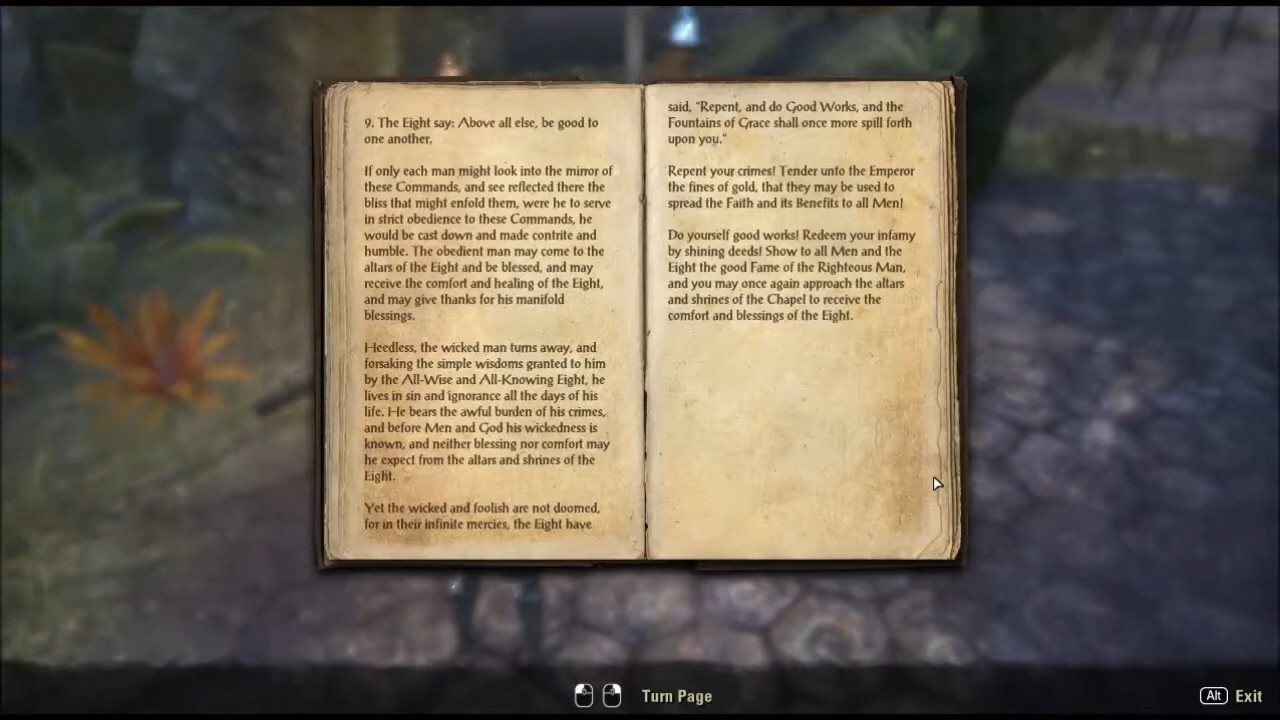 9. The Eight say: Above all else, be good to
one another.
If only each man might look into the mirror of
these Commands, and see reflected there the
bliss that might enfold them, were he to serve
in strict obedience to these Commands, he
would be cast down and made contrite and
humble. The obedient man may come to the
altars of the Eight and be blessed, and may
receive the comfort and healing of the Eight,
and may give thanks for his manifold
blessings.
Heedless, the wicked man turns away, and
forsaking the simple wisdoms granted to him
by the All-Wise and All-Knowing Eight, he
lives in sin and ignorance all the days of his
life. He bears the awful burden of his crimes,
and before Men and God his wickedness is
known, and neither blessing nor comfort may
he expect from the altars and shrines of the
Eight.
Yet the wicked and foolish are not doomed,
for in their infinite mercies, the Eight have
said, "Repent, and do Good Works, and the
Fountains of Grace shall once more spill forth
upon you."
Repent your crimes! Tender unto the Emperor
the fines of gold, that they may be used to
spread the Faith and its Benefits to all Men!
Do yourself good works! Redeem your infamy
by shining deeds! Show to all Men and the
Eight the good Fame of the Righteous Man,
and you may once again approach the altars
and shrines of the Chapel to receive the
comfort and blessings of the Eight.
Turn Page
Alt Exit